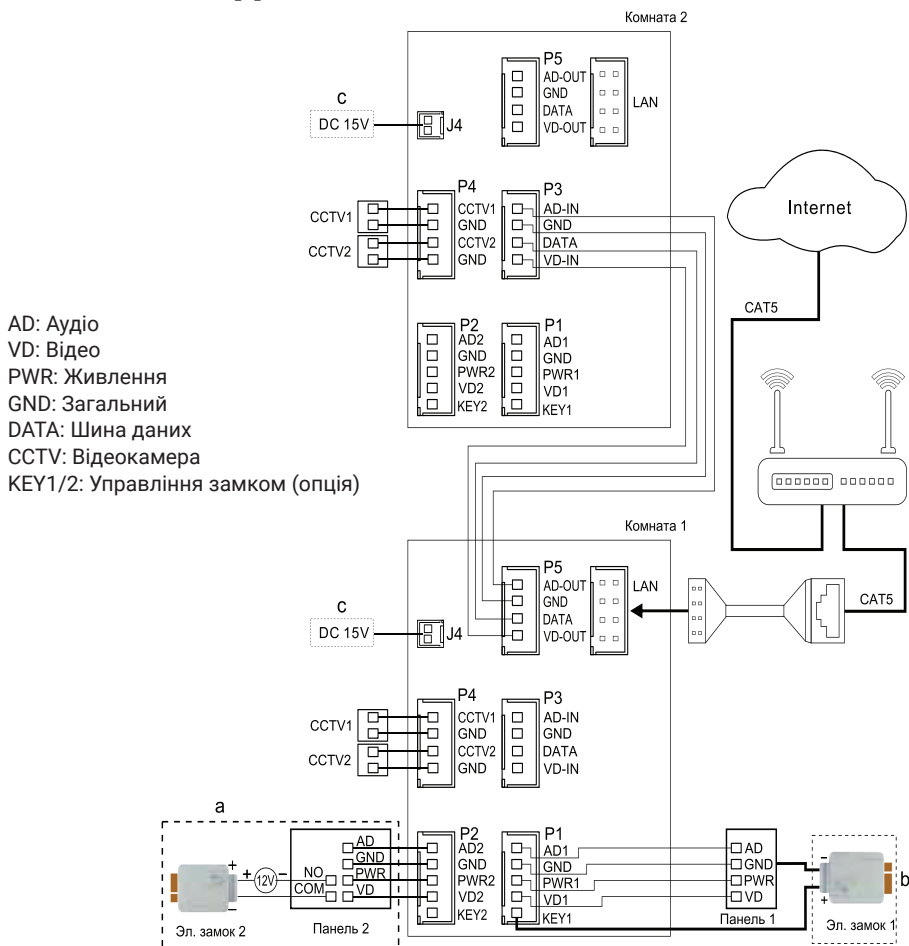 Комната 2
P5
AD-OUT
GND
DATA
VD-OUT
LAN
c
DC 15V
J4
P4
CCTV1
GND
CCTV2
GND
P3
AD-IN
GND
DATA
VD-IN
CCTV1
CCTV2
Internet
CAT5
AD: Аудіо
VD: Відео
PWR: Живлення
GND: Загальний
DATA: Шина даних
CCTV: Відеокамера
KEY1/2: Управління замком (опція)
P2
AD2
GND
PWR2
VD2
KEY2
P1
AD1
GND
PWR1
VD1
KEY1
Комната 1
P5
AD-OUT
GND
DATA
VD-OUT
LAN
CAT5
c
DC 15V
J4
P4
CCTV1
GND
CCTV2
GND
P3
AD-IN
GND
DATA
VD-IN
CCTV1
CCTV2
a
AD
GND
PWR
VD
NO
COM
+
+
12V
−
−
Эл. замок 2
Панель 2
P2
AD2
GND
PWR2
VD2
KEY2
P1
AD1
GND
PWR1
VD1
KEY1
AD
GND
PWR
VD
Панель 1
−
+
b
Эл. замок 1